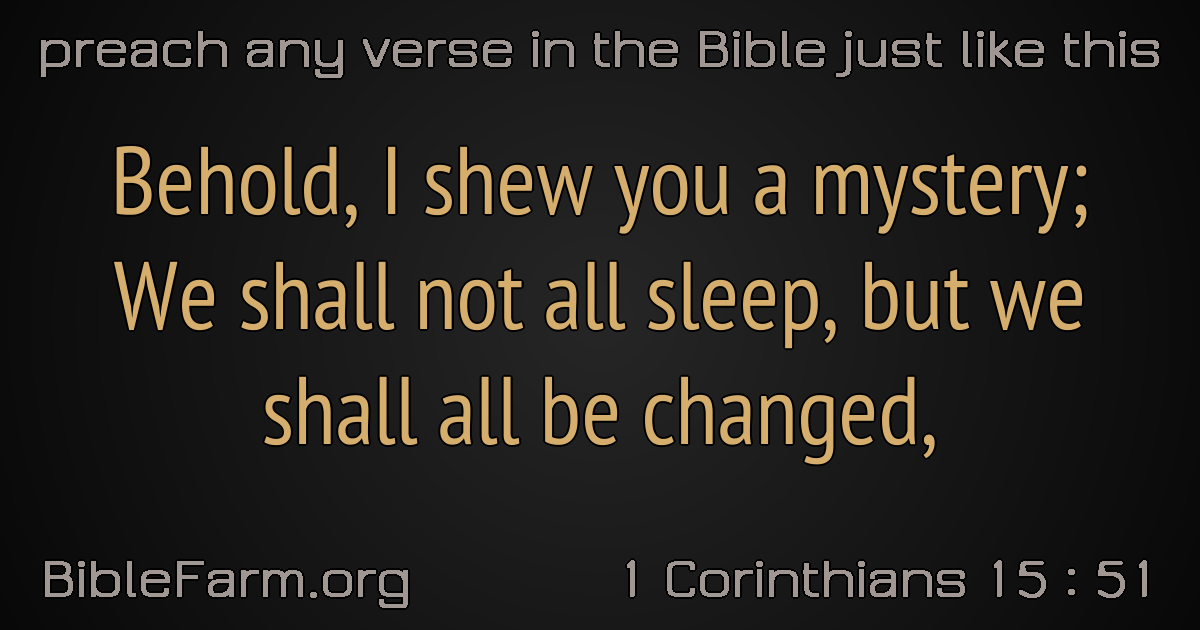 preach any verse in the Bible just like this
Behold, I shew you a mystery;
We shall not all sleep, but we
shall all be changed,
BibleFarm.org
1 Corinthians 15 : 51